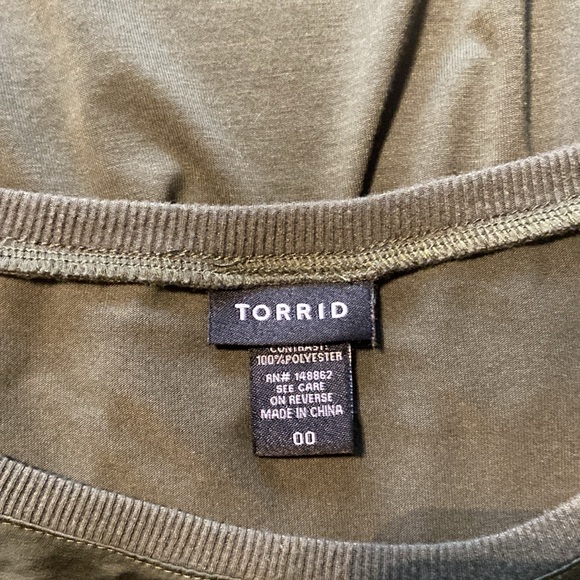 TORRID
CONTRAST:
100%POLYESTER
RN# 148862
SEE CARE
ON REVERSE
MADE IN CHINA
00